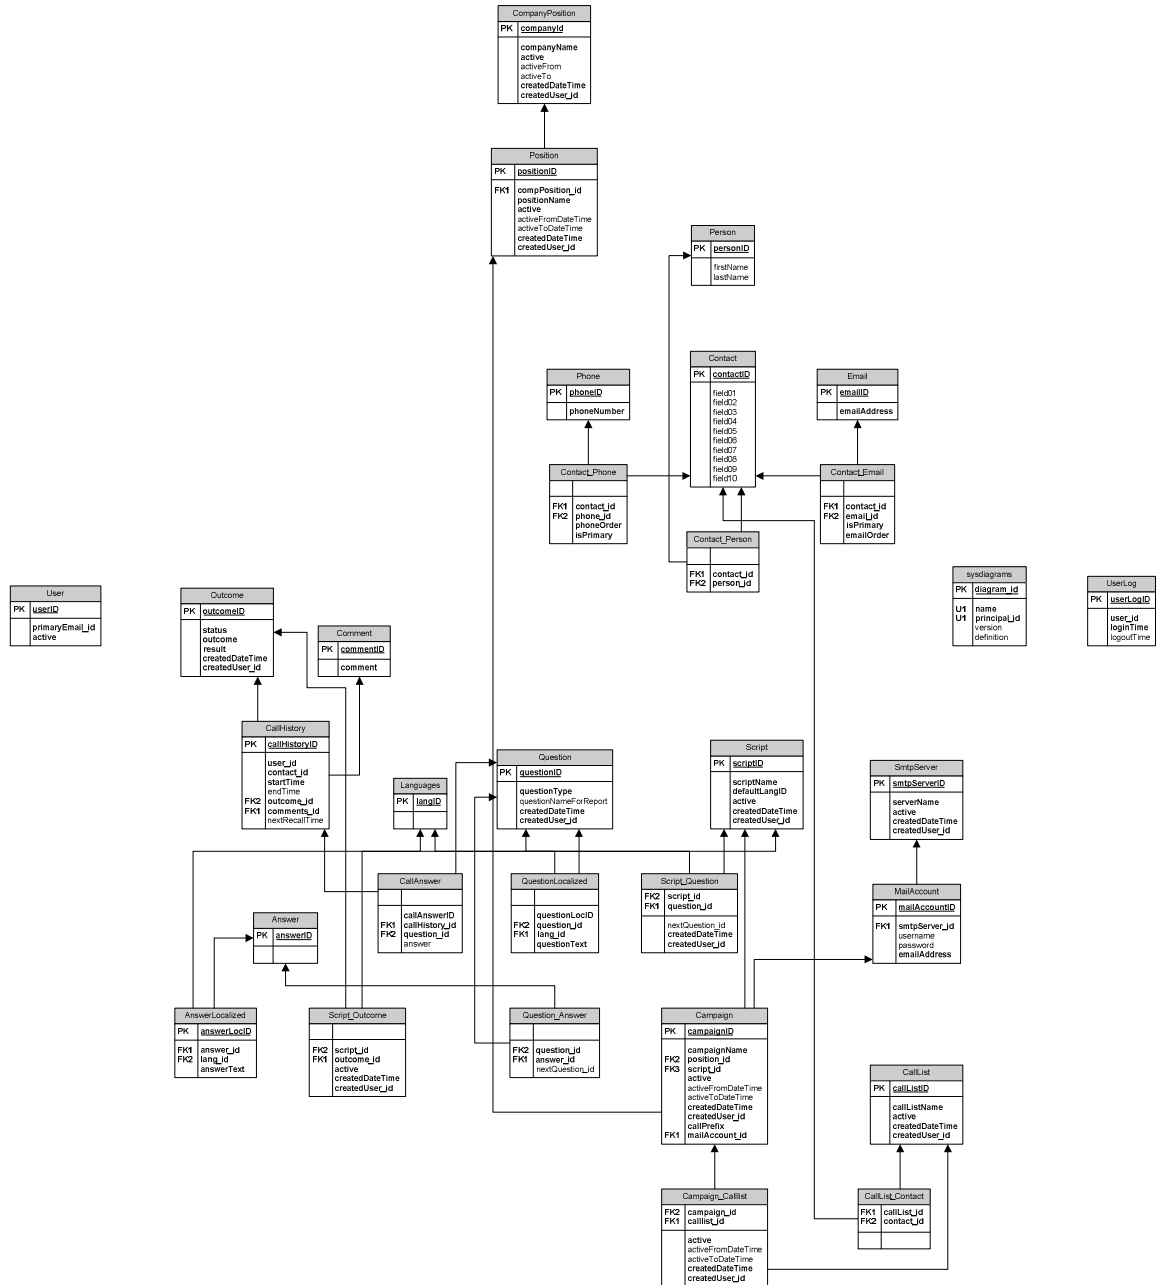 CompanyPosition
PK companyId
companyName
active
activeFrom
activeTo
createdDateTime
createdUser_id
Position
PK positionID
FK1 compPosition_id
positionName
active
activeFromDateTime
activeToDateTime
createdDateTime
createdUser_id
Person
PK personID
firstName
lastName
Contact
PK contactID
field01
field02
field03
field04
field05
field06
field07
field08
field09
field10
Phone
PK phoneID
phoneNumber
Email
PK emailID
emailAddress
Contact_Phone
FK1 contact_id
FK2 phone_id
phoneOrder
isPrimary
Contact_Email
FK1 contact_id
FK2 email_id
isPrimary
emailOrder
Contact_Person
FK1 contact_id
FK2 person_id
User
PK userID
primaryEmail_id
active
Outcome
PK outcomeID
status
outcome
result
createdDateTime
createdUser_id
Comment
PK commentID
comment
sysdiagrams
PK diagram_id
U1 name
U1 principal_id
version
definition
UserLog
PK userLogID
user_id
loginTime
logoutTime
CallHistory
PK callHistoryID
user_id
contact_id
startTime
endTime
FK2 outcome_id
FK1 comments_id
nextRecallTime
Languages
PK langID
Question
PK questionID
questionType
questionNameForReport
createdDateTime
createdUser_id
Script
PK scriptID
scriptName
defaultLangID
active
createdDateTime
createdUser_id
SmtpServer
PK smtpServerID
serverName
active
createdDateTime
createdUser_id
CallAnswer
callAnswerID
FK1 callHistory_id
FK2 question_id
answer
QuestionLocalized
questionLocID
FK2 question_id
FK1 lang_id
questionText
Script_Question
FK2 script_id
FK1 question_id
nextQuestion_id
createdDateTime
createdUser_id
MailAccount
PK mailAccountID
FK1 smtpServer_id
username
password
emailAddress
Answer
PK answerID
AnswerLocalized
PK answerLocID
FK1 answer_id
FK2 lang_id
answerText
Script_Outcome
FK2 script_id
FK1 outcome_id
active
createdDateTime
createdUser_id
Question_Answer
FK2 question_id
FK1 answer_id
nextQuestion_id
Campaign
PK campaignID
campaignName
FK2 position_id
FK3 script_id
active
activeFromDateTime
activeToDateTime
createdDateTime
createdUser_id
callPrefix
FK1 mailAccount_id
CallList
PK callListID
callListName
active
createdDateTime
createdUser_id
Campaign_Calllist
FK2 campaign_id
FK1 calllist_id
active
activeFromDateTime
activeToDateTime
createdDateTime
createdUser_id
CallList_Contact
FK1 callList_id
FK2 contact_id